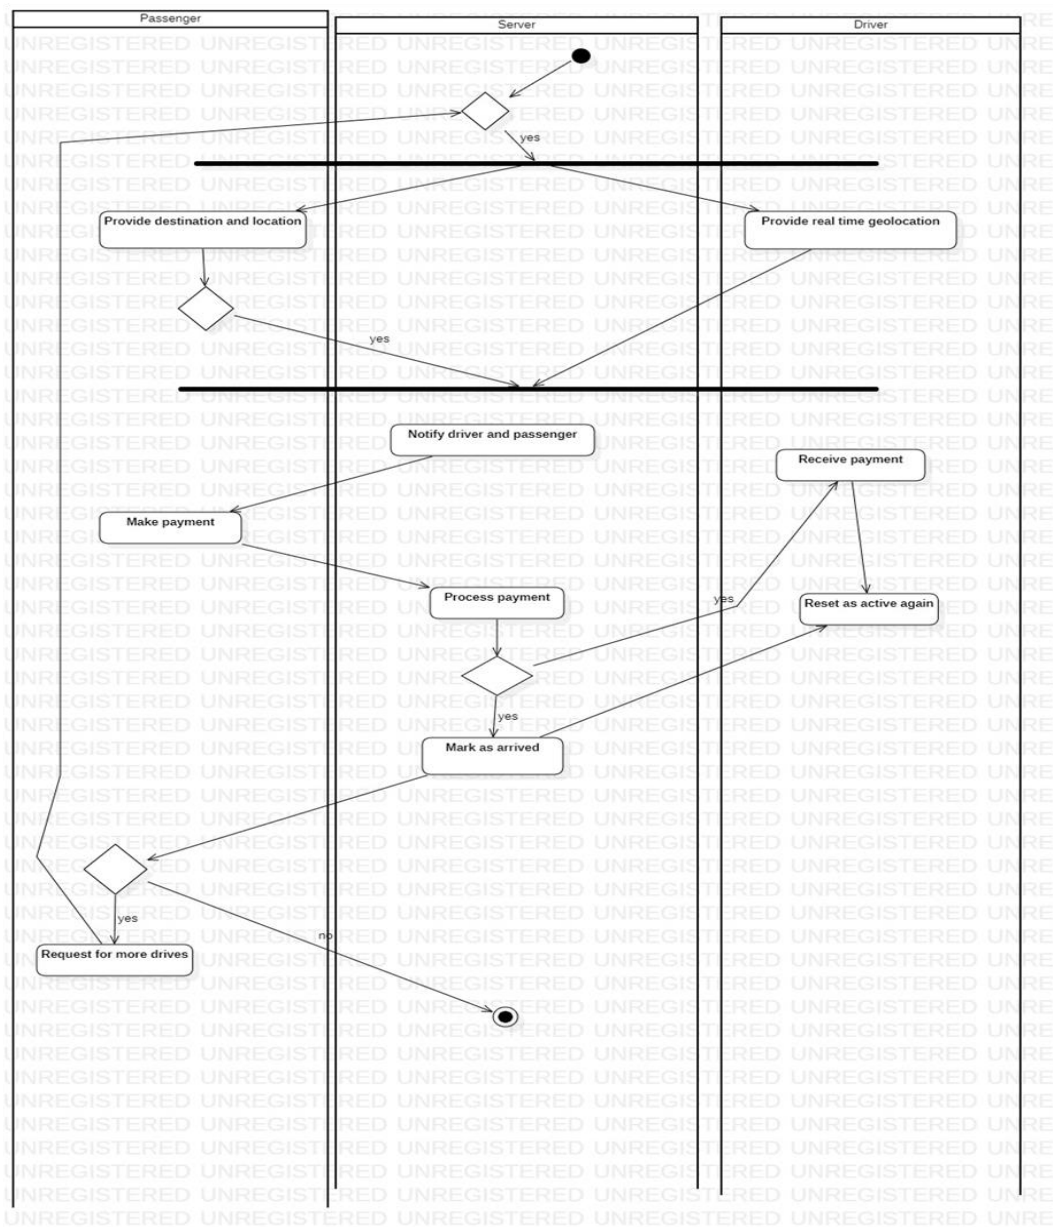 Passenger
Server
Driver
yes
Provide destination and location
Provide real time geolocation
yes
Notify driver and passenger
Receive payment
Make payment
Process payment
yes
Reset as active again
yes
Mark as arrived
yes
no
Request for more drives
UNREGISTERED